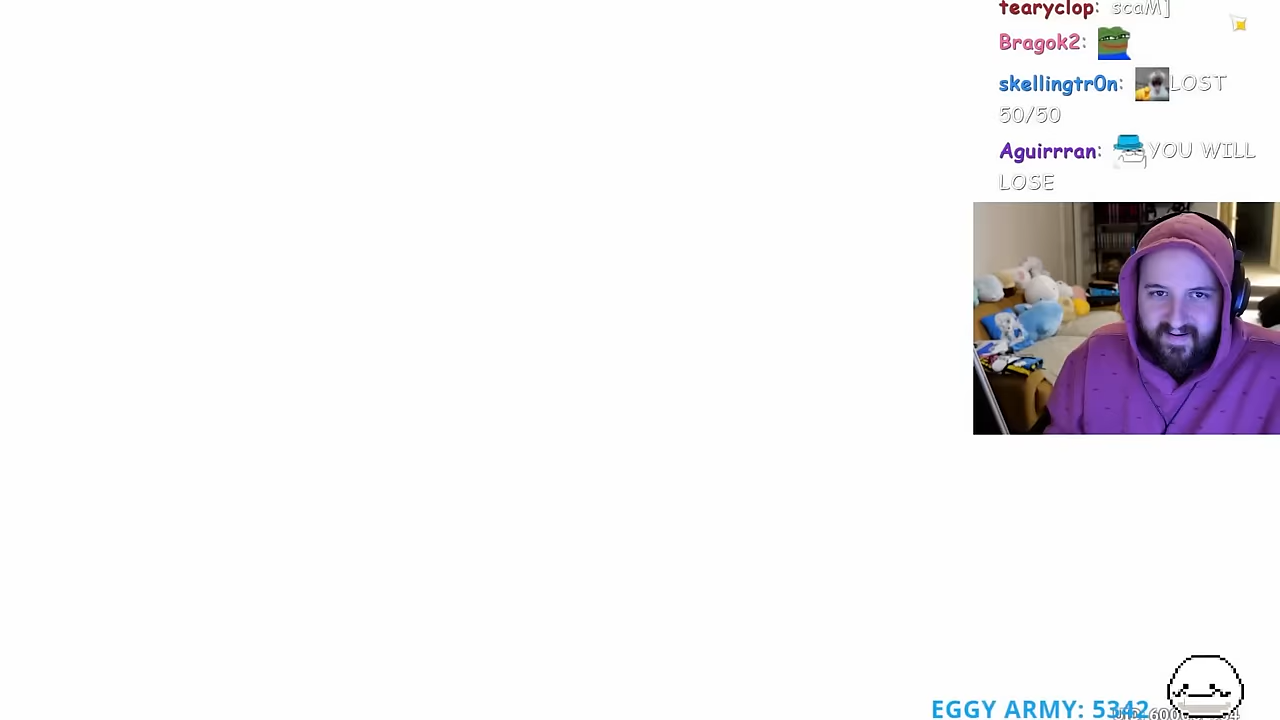 tearyclop: scaM]
Bragok2:
skellingtr0n: LOST
50/50
Aguirrran: YOU WILL
LOSE
EGGY ARMY: 5342